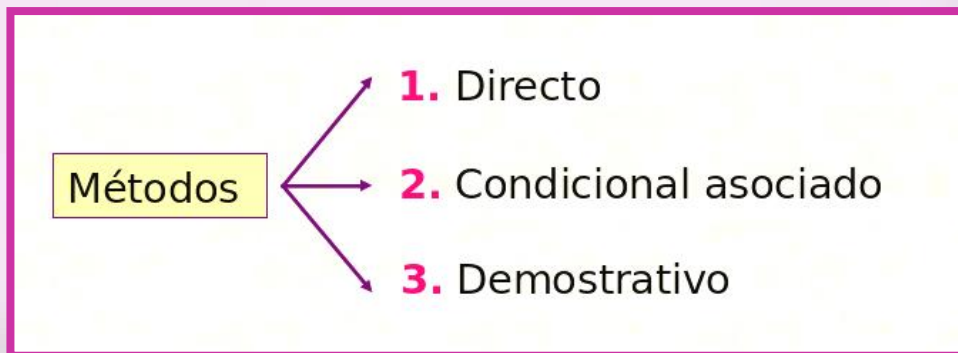 Métodos
1. Directo
2. Condicional asociado
3. Demostrativo